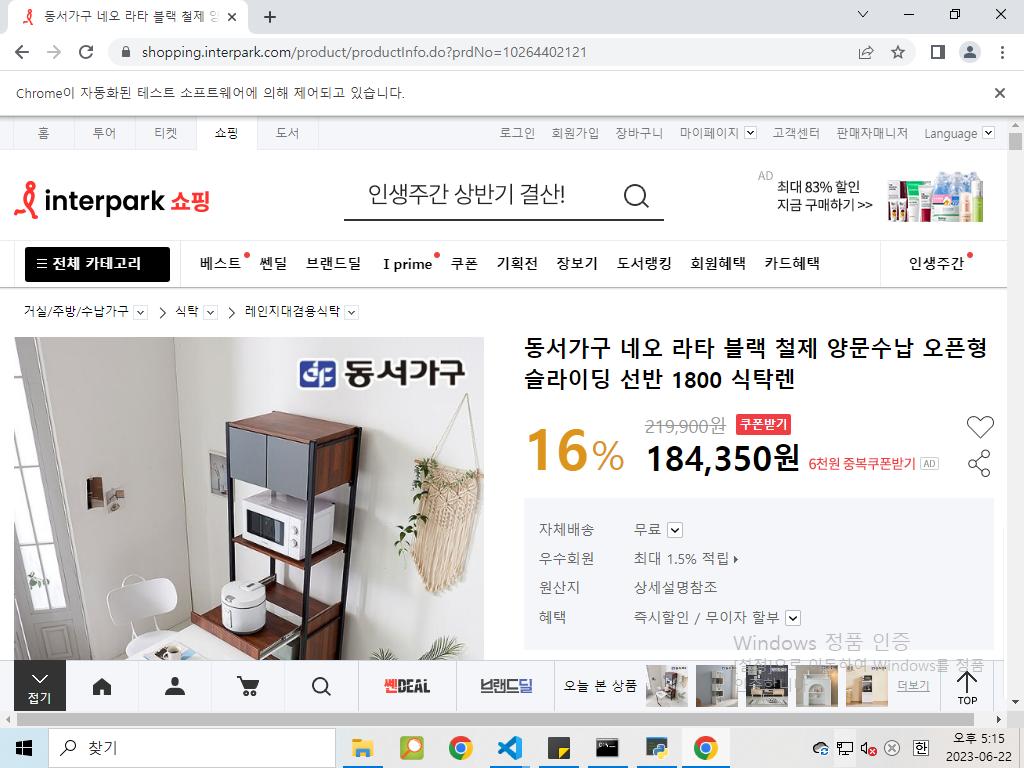 동서가구 네오 라타 블랙 철제 양
shopping.interpark.com/product/productInfo.do?prdNo=10264402121
Chrome이 자동화된 테스트 소프트웨어에 의해 제어되고 있습니다.
홈 투어 티켓 쇼핑 도서 로그인 회원가입 장바구니 마이페이지 고객센터 판매자매니저 Language
interpark 쇼핑
인생주간 상반기 결산!
AD
최대 83% 할인
지금 구매하기 >>
전체 카테고리 베스트 쎈딜 브랜드딜 I prime 쿠폰 기획전 장보기 도서랭킹 회원혜택 카드혜택 인생주간
거실/주방/수납가구 식탁 레인지대겸용식탁
동서가구
동서가구 네오 라타 블랙 철제 양문수납 오픈형
슬라이딩 선반 1800 식탁렌
16%
219,900원 쿠폰받기
184,350원 6천원 중복쿠폰받기 AD
자체배송 무료
우수회원 최대 1.5% 적립
원산지 상세설명참조
혜택 즉시할인 / 무이자 할부
Windows 정품 인증
[설정]으로 이동하여 Windows를 정품
접기
쎈DEAL
브랜드딜
오늘 본 상품
더보기
TOP
찾기
한
오후 5:15
2023-06-22